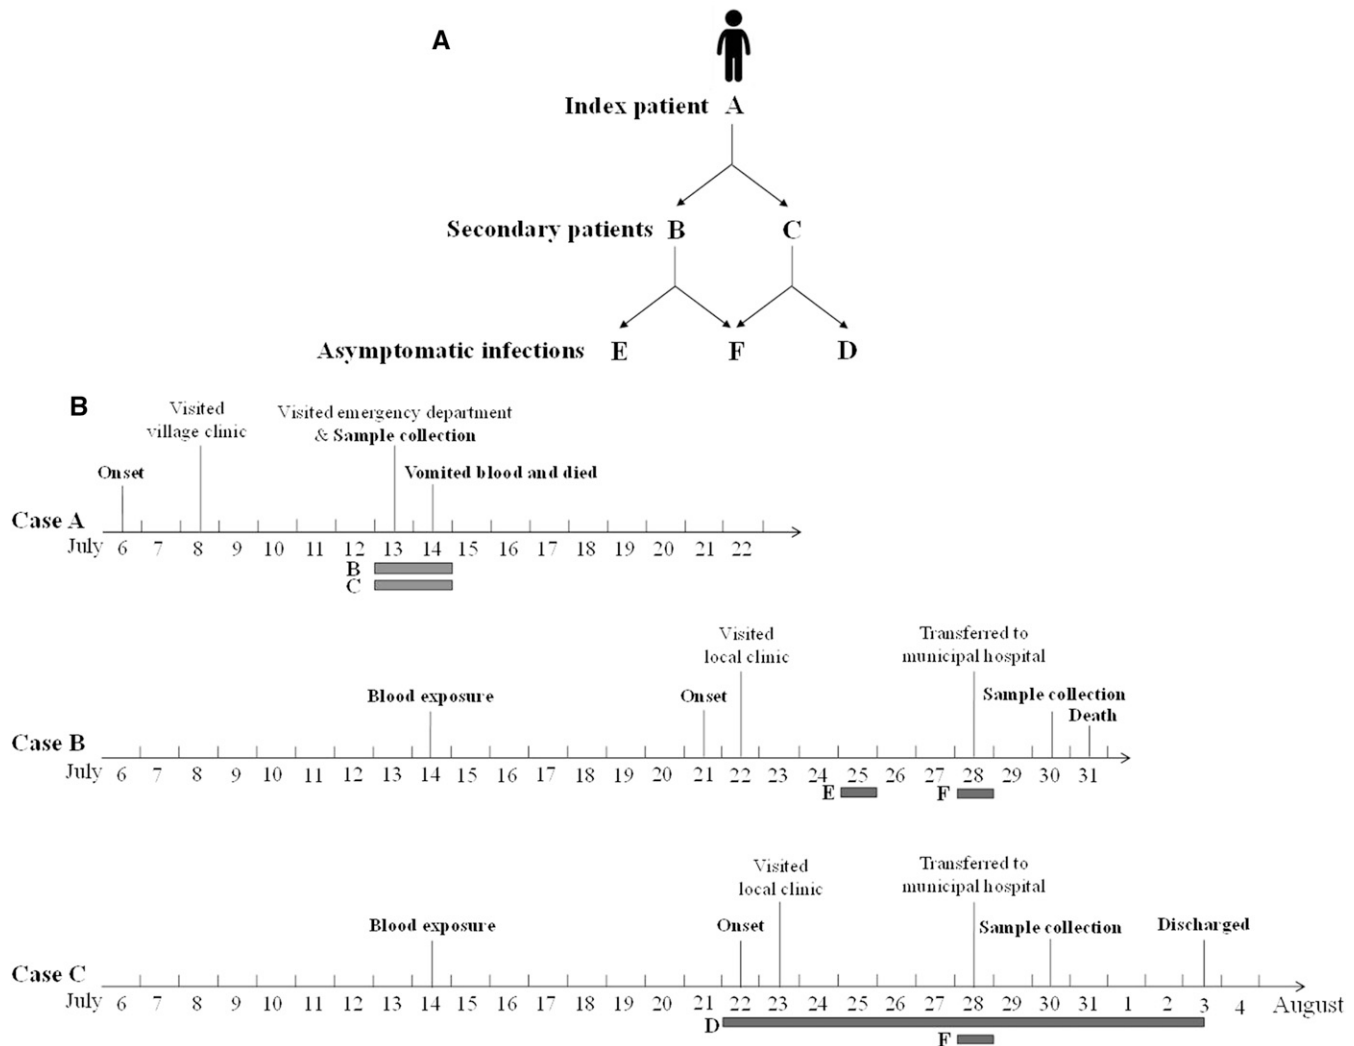 A
Index patient A
Secondary patients B C
Asymptomatic infections E F D
B
Visited
village clinic
Visited emergency department
& Sample collection
Onset
Vomited blood and died
Case A
July 6 7 8 9 10 11 12 13 14 15 16 17 18 19 20 21 22
B
C
Visited
local clinic
Transferred to
municipal hospital
Blood exposure
Onset
Sample collection
Death
Case B
July 6 7 8 9 10 11 12 13 14 15 16 17 18 19 20 21 22 23 24 25 26 27 28 29 30 31
E F
Visited
local clinic
Transferred to
municipal hospital
Blood exposure
Onset
Sample collection
Discharged
Case C
July 6 7 8 9 10 11 12 13 14 15 16 17 18 19 20 21 22 23 24 25 26 27 28 29 30 31 1 2 3 4 August
D
F